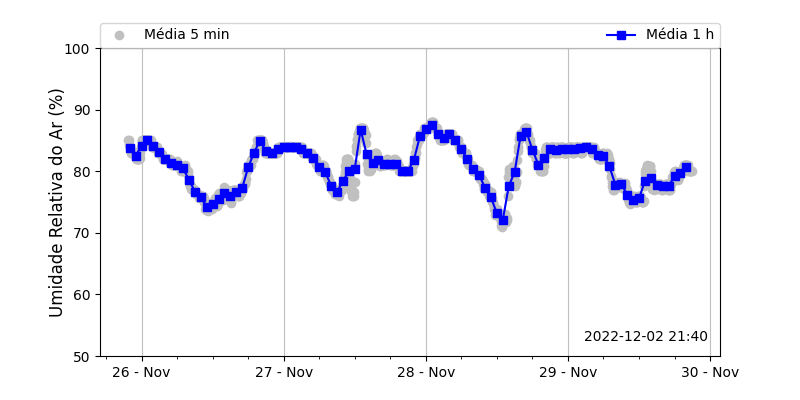 Média 5 min
Média 1 h
100
90
80
70
60
50
Umidade Relativa do Ar (%)
2022-12-02 21:40
26 - Nov
27 - Nov
28 - Nov
29 - Nov
30 - Nov